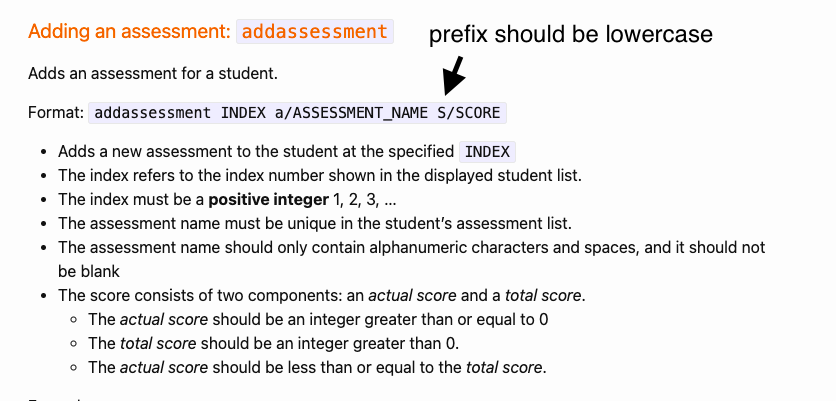 Adding an assessment: addassessment
prefix should be lowercase
Adds an assessment for a student.
Format: addassessment INDEX a/ASSESSMENT_NAME S/SCORE
• Adds a new assessment to the student at the specified INDEX
• The index refers to the index number shown in the displayed student list.
• The index must be a positive integer 1, 2, 3, …
• The assessment name must be unique in the student’s assessment list.
• The assessment name should only contain alphanumeric characters and spaces, and it should not
be blank
• The score consists of two components: an actual score and a total score.
◦ The actual score should be an integer greater than or equal to 0
◦ The total score should be an integer greater than 0.
◦ The actual score should be less than or equal to the total score.